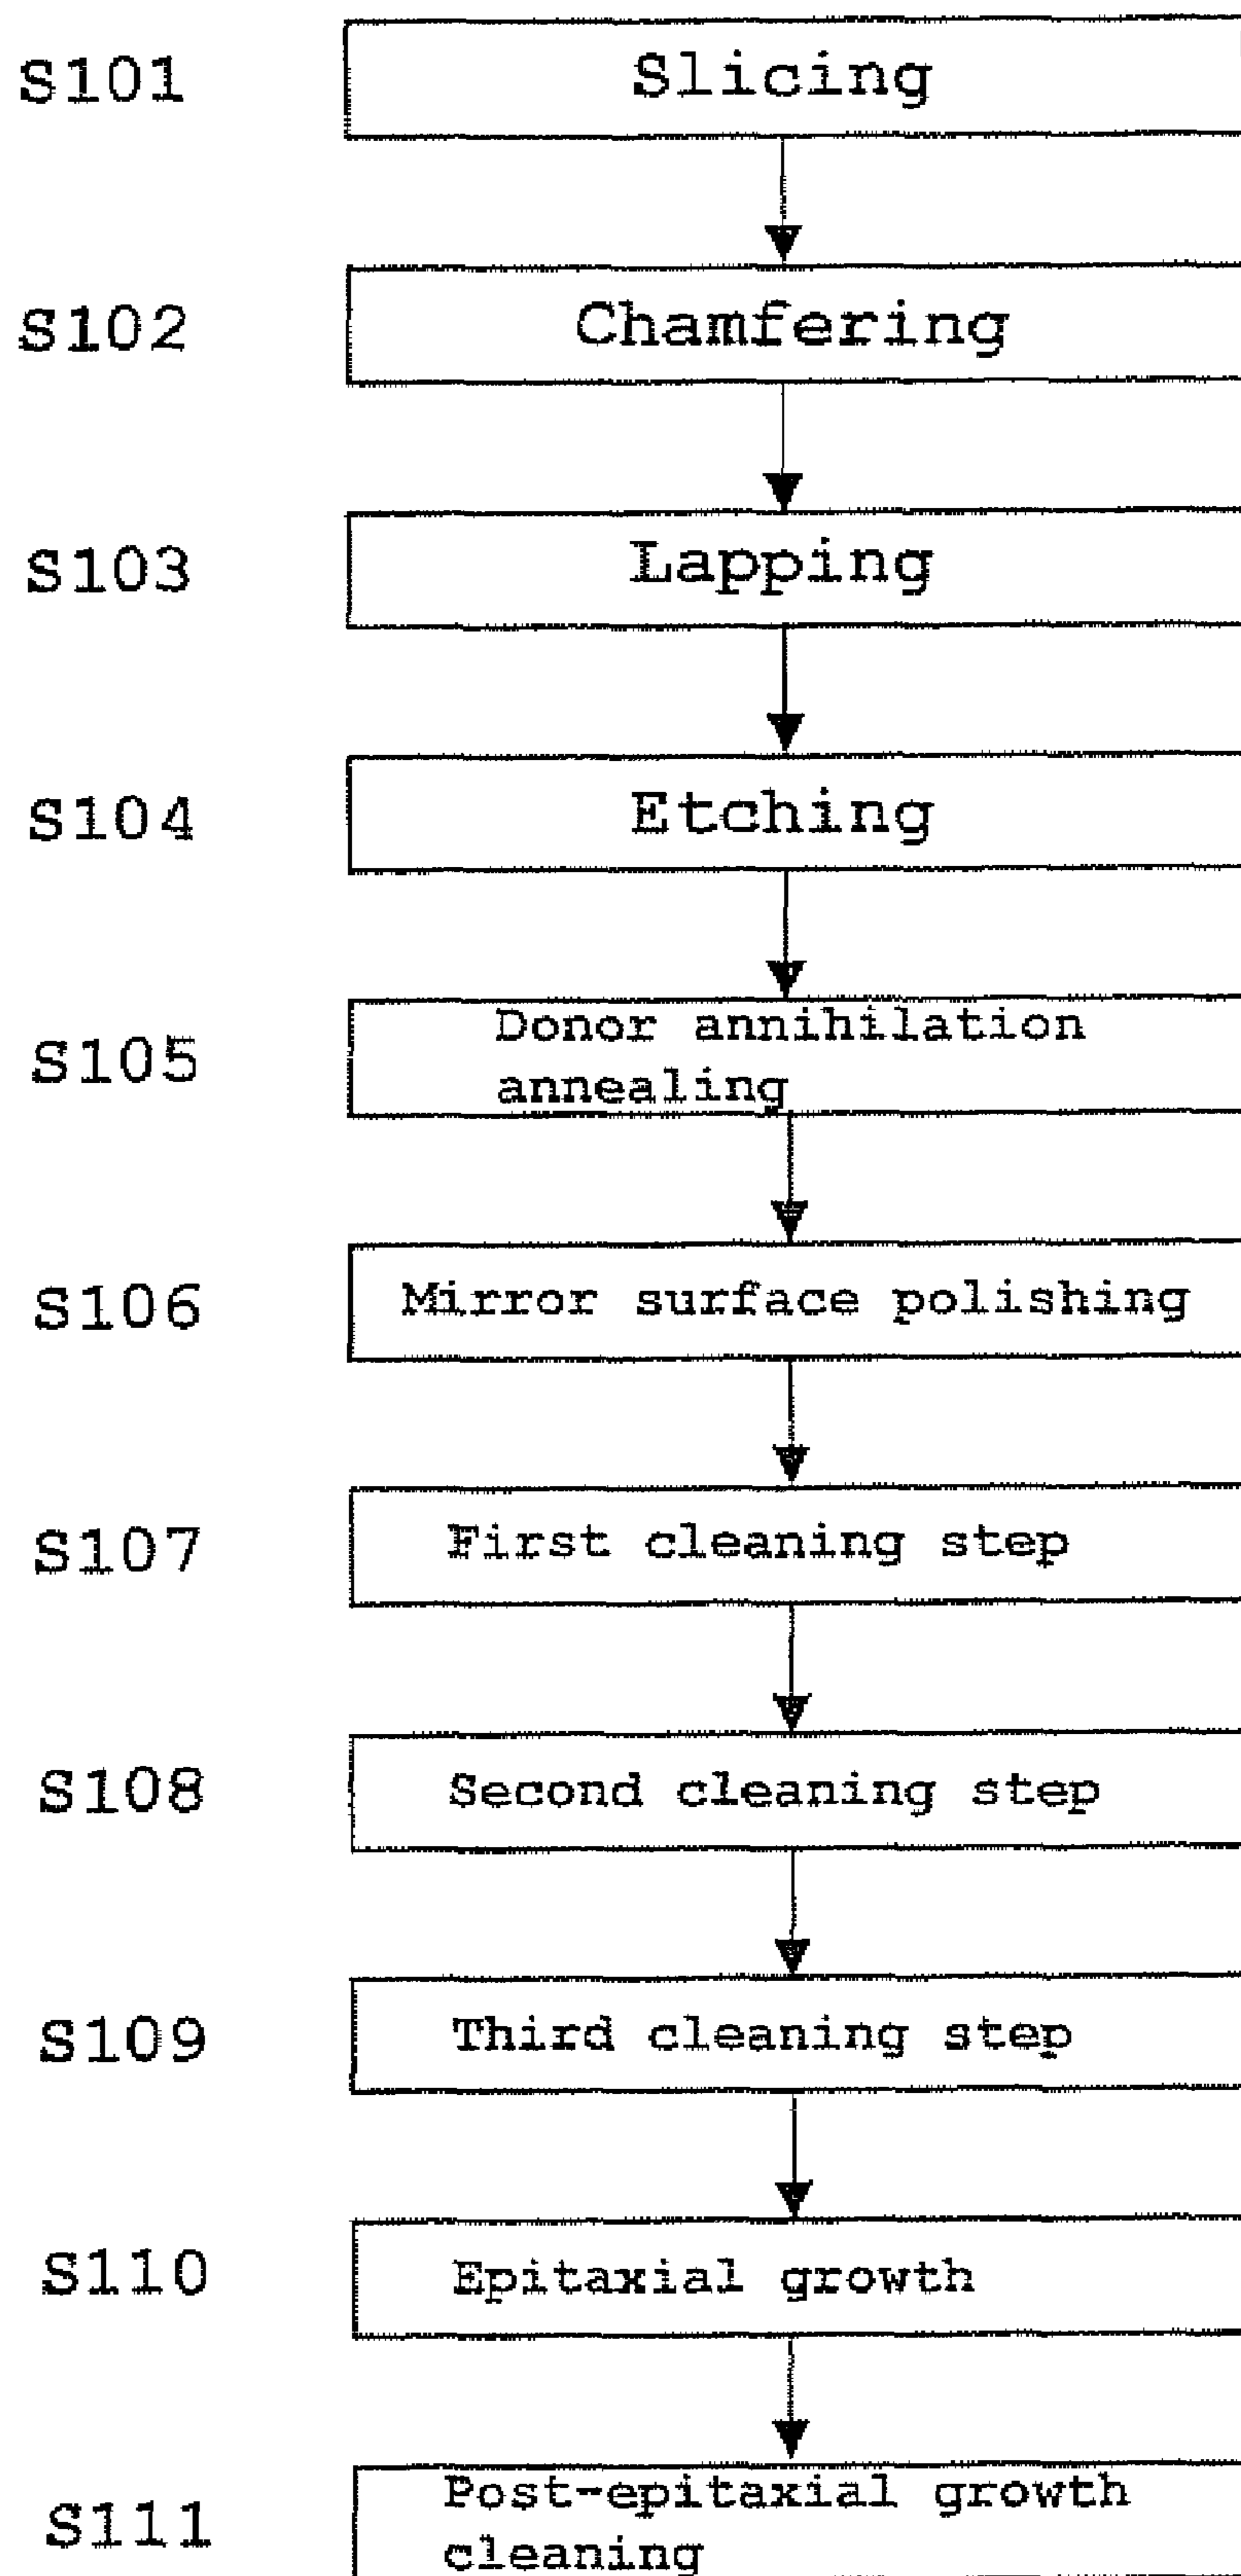 S101 Slicing
S102 Chamfering
S103 Lapping
S104 Etching
S105 Donor annihilation
annealing
S106 Mirror surface polishing
S107 First cleaning step
S108 Second cleaning step
S109 Third cleaning step
S110 Epitaxial growth
S111 Post-epitaxial growth
cleaning